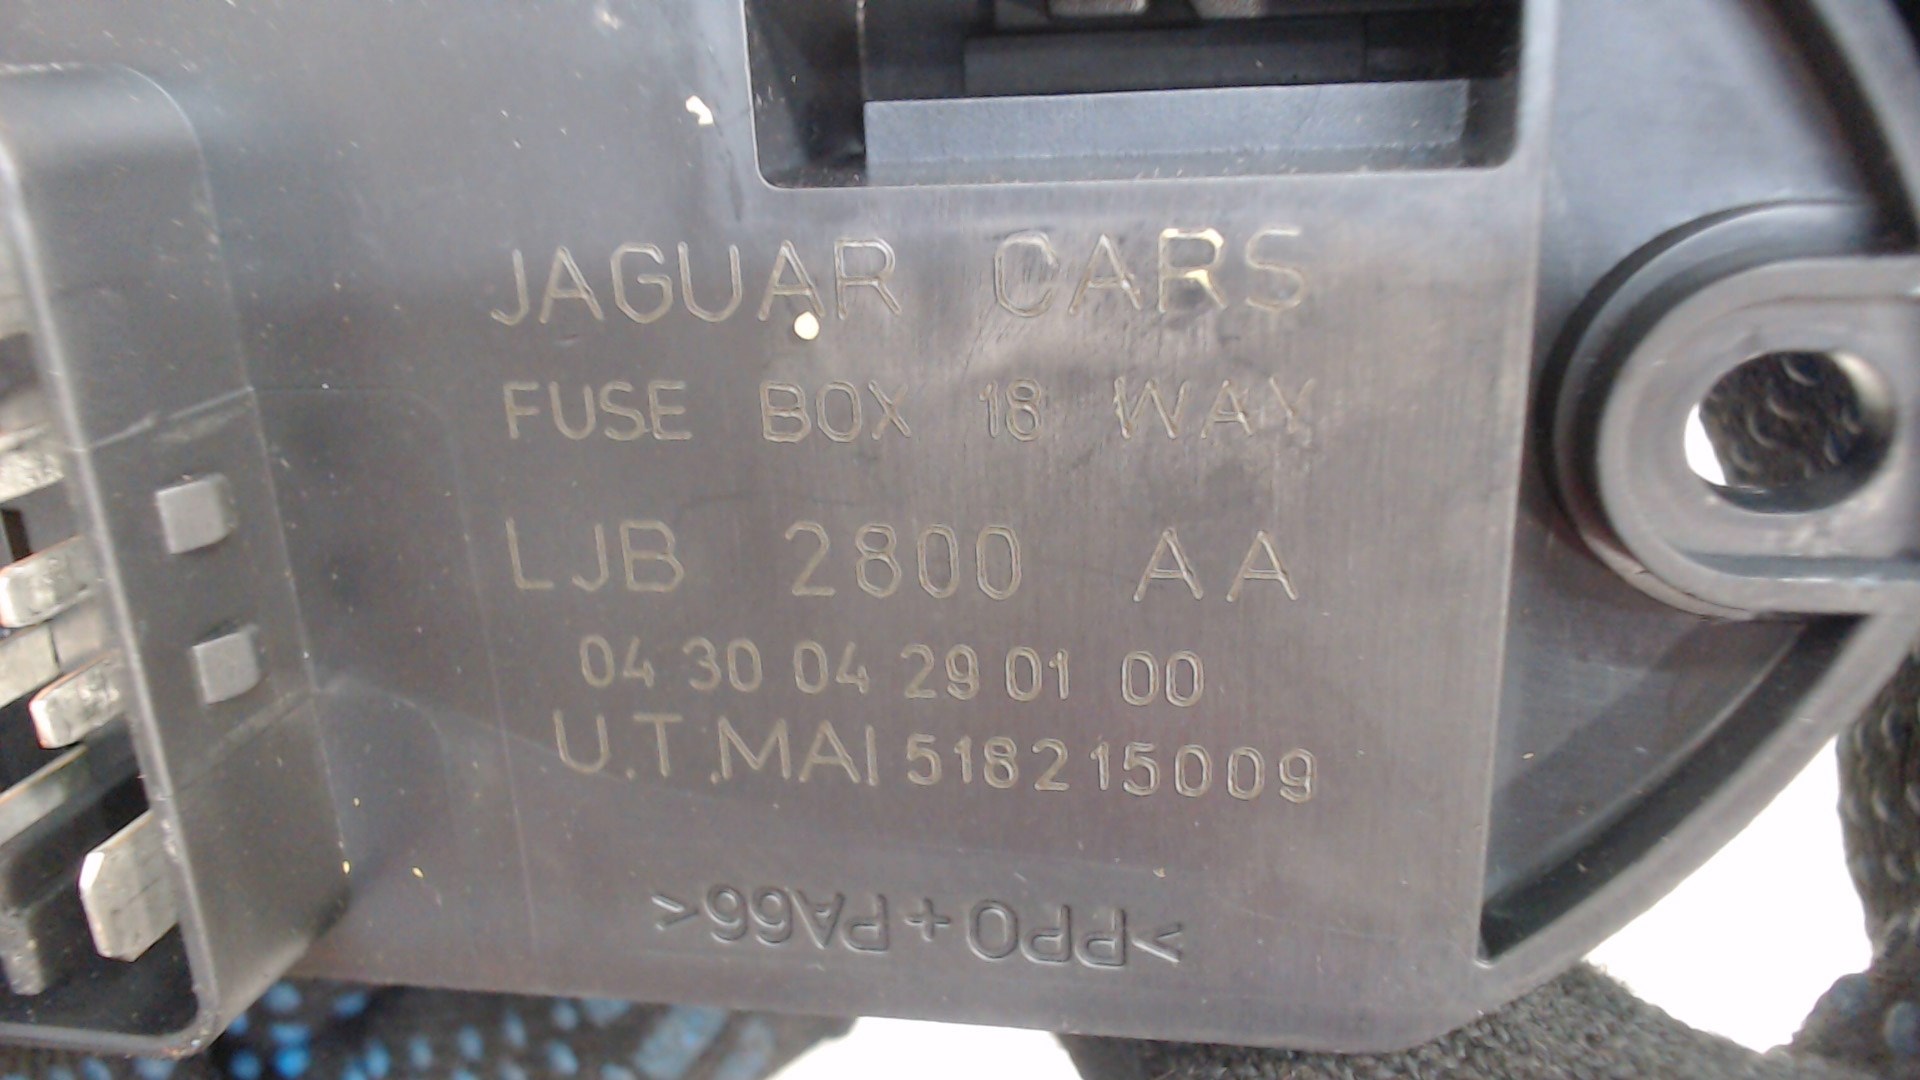 JAGUAR CARS
FUSE BOX 18 WAY
LJB 2800 AA
04 30 04 29 01 00
U.T.MAI 518215009
>PPO+PA66<